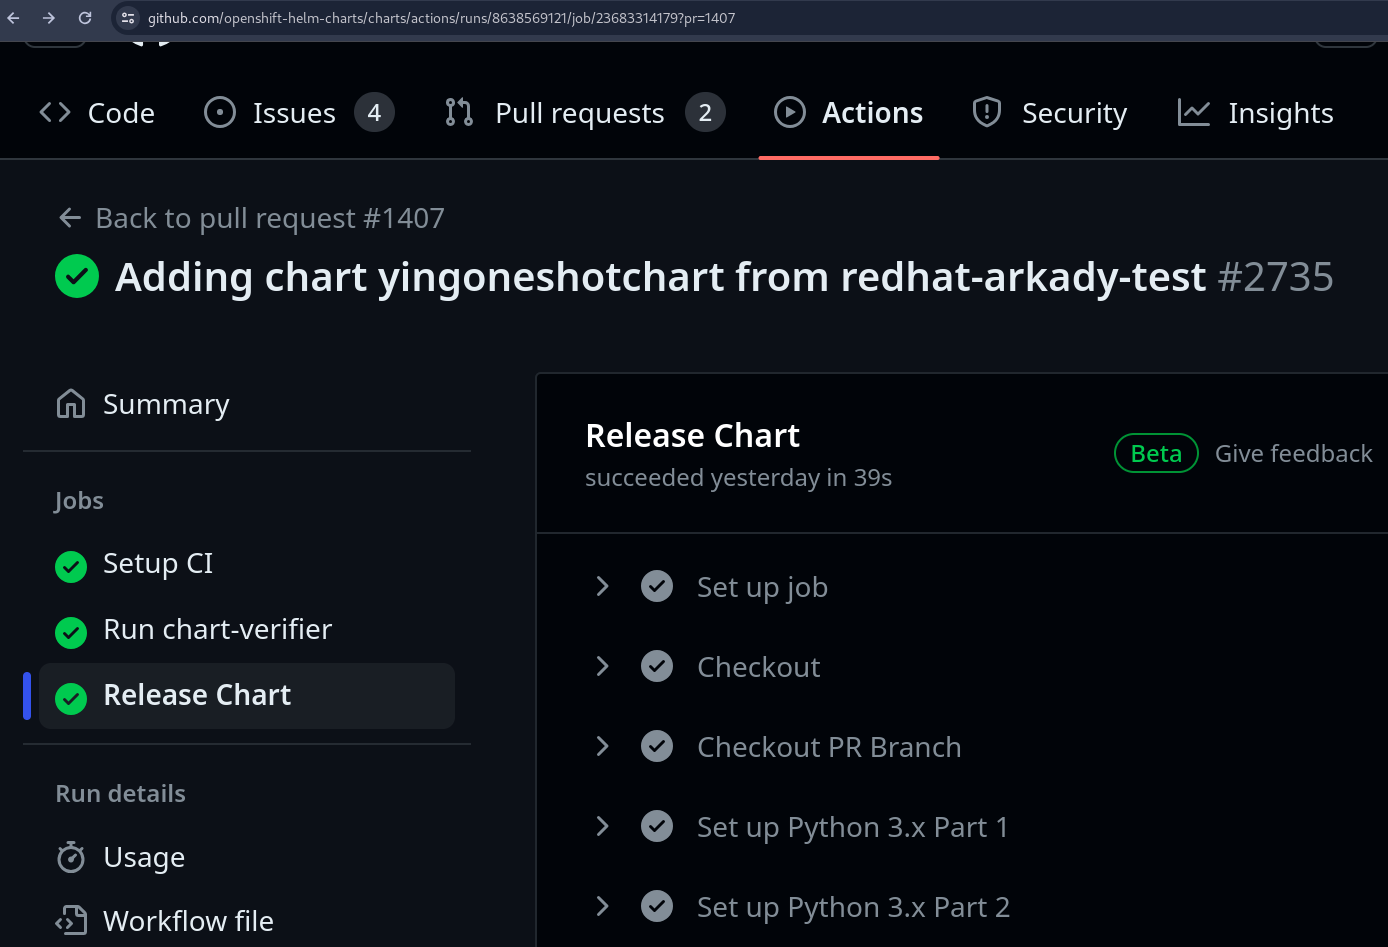 github.com/openshift-helm-charts/charts/actions/runs/8638569121/job/23683314179?pr=1407
Code Issues 4 Pull requests 2 Actions Security Insights
Back to pull request #1407
Adding chart yingoneshotchart from redhat-arkady-test #2735
Summary
Jobs
Setup CI
Run chart-verifier
Release Chart
Run details
Usage
Workflow file
Release Chart
succeeded yesterday in 39s
Beta Give feedback
Set up job
Checkout
Checkout PR Branch
Set up Python 3.x Part 1
Set up Python 3.x Part 2